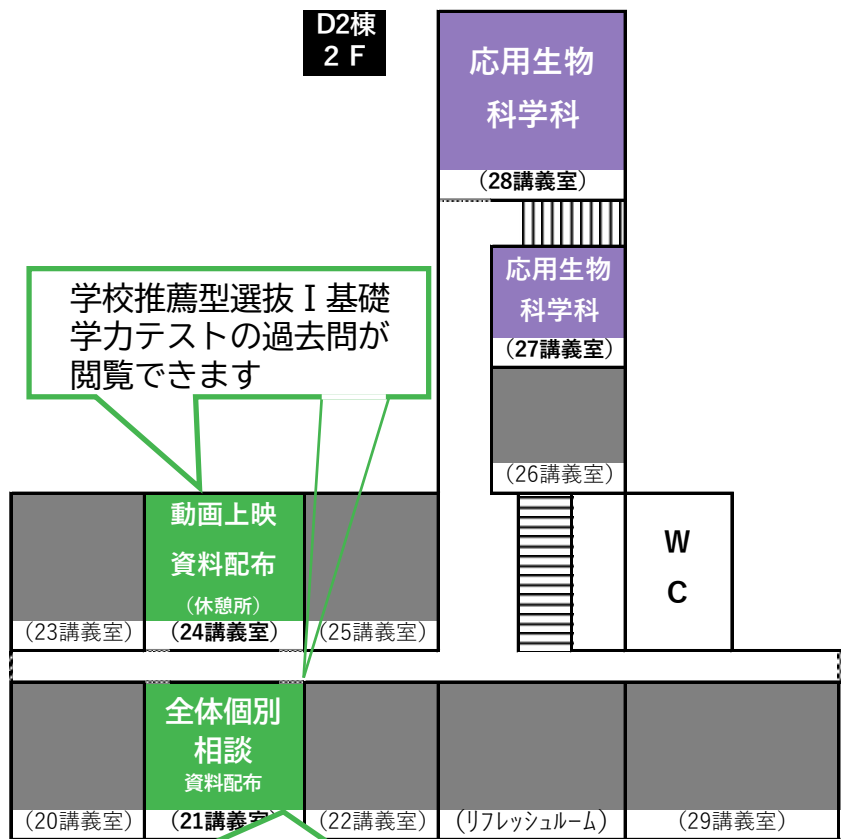 D2棟
２Ｆ
応用生物
科学科
（28講義室）
応用生物
科学科
（27講義室）
学校推薦型選抜Ⅰ基礎
学力テストの過去問が
閲覧できます
（26講義室）
動画上映
資料配布
（休憩所）
W
C
（23講義室）
（24講義室）
（25講義室）
全体個別
相談
資料配布
（20講義室）
（21講義室）
（22講義室）
（リフレッシュルーム）
（29講義室）